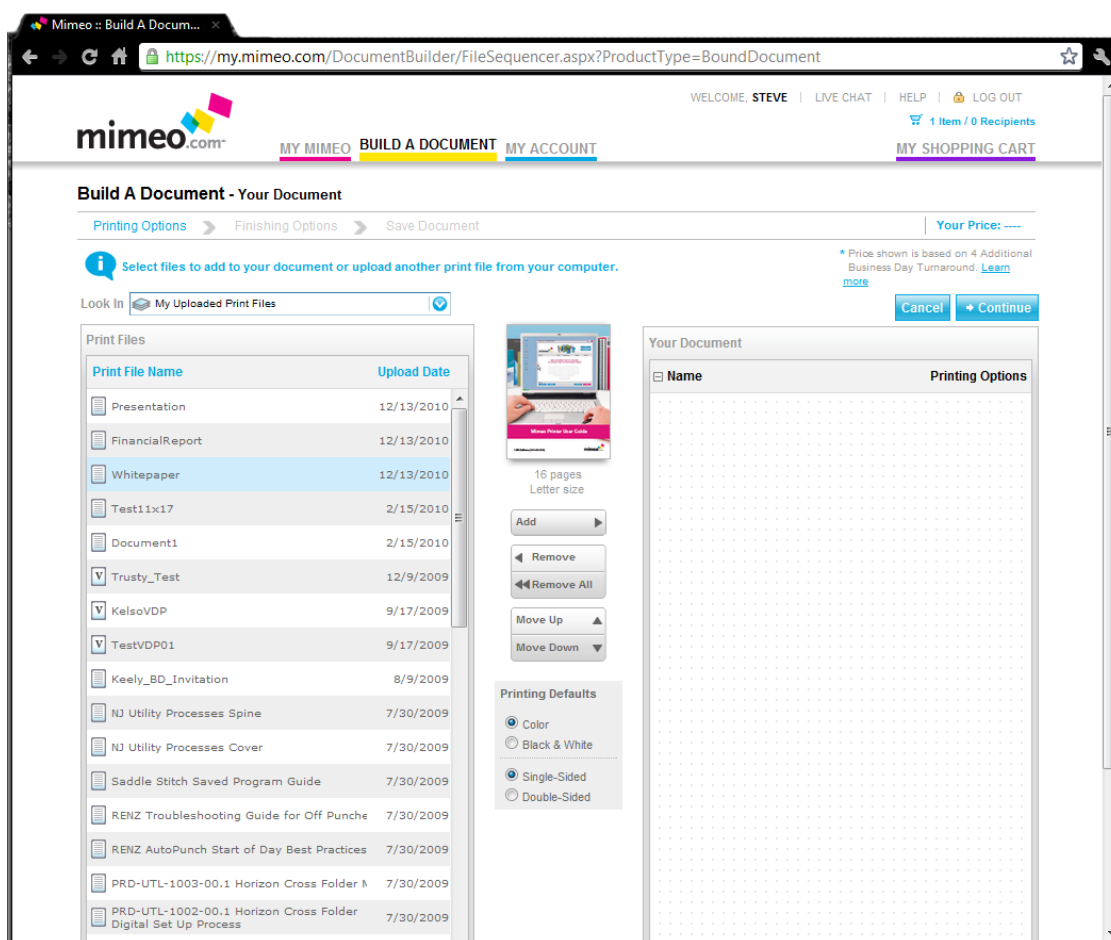 Mimeo :: Build A Docum...
https://my.mimeo.com/DocumentBuilder/FileSequencer.aspx?ProductType=BoundDocument
WELCOME, STEVE | LIVE CHAT | HELP | LOG OUT
1 Item / 0 Recipients
mimeo.com
MY MIMEO BUILD A DOCUMENT MY ACCOUNT MY SHOPPING CART
Build A Document - Your Document
Printing Options Finishing Options Save Document Your Price: ----
* Price shown is based on 4 Additional
Business Day Turnaround. Learn
more
Select files to add to your document or upload another print file from your computer.
Look In My Uploaded Print Files
Cancel Continue
Print Files
Print File Name Upload Date
Presentation 12/13/2010
FinancialReport 12/13/2010
Whitepaper 12/13/2010
Test11x17 2/15/2010
Document1 2/15/2010
V Trusty_Test 12/9/2009
V KelsoVDP 9/17/2009
V TestVDP01 9/17/2009
Keely_BD_Invitation 8/9/2009
NJ Utility Processes Spine 7/30/2009
NJ Utility Processes Cover 7/30/2009
Saddle Stitch Saved Program Guide 7/30/2009
RENZ Troubleshooting Guide for Off Punche 7/30/2009
RENZ AutoPunch Start of Day Best Practices 7/30/2009
PRD-UTL-1003-00.1 Horizon Cross Folder M 7/30/2009
PRD-UTL-1002-00.1 Horizon Cross Folder
Digital Set Up Process 7/30/2009
Mimeo Printer User Guide
mimeo
16 pages
Letter size
Add
Remove
Remove All
Move Up
Move Down
Printing Defaults
Color
Black & White
Single-Sided
Double-Sided
Your Document
Name Printing Options